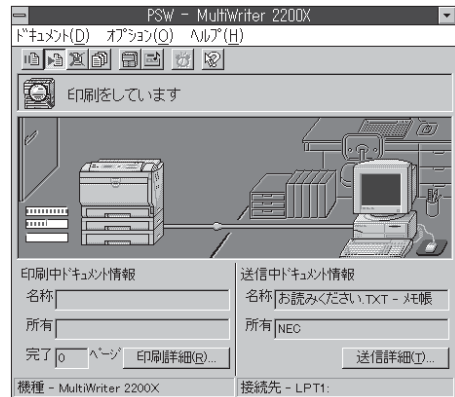 PSW - MultiWriter 2200X
ﾄﾞｷｭﾒﾝﾄ(D) ｵﾌﾟｼｮﾝ(O) ﾍﾙﾌﾟ(H)
印刷をしています
印刷中ﾄﾞｷｭﾒﾝﾄ情報
名称
所有
完了 0 ﾍﾟｰｼﾞ 印刷詳細(R)...
送信中ﾄﾞｷｭﾒﾝﾄ情報
名称 お読みください.TXT - ﾒﾓ帳
所有 NEC
送信詳細(T)...
機種 - MultiWriter 2200X
接続先 - LPT1: